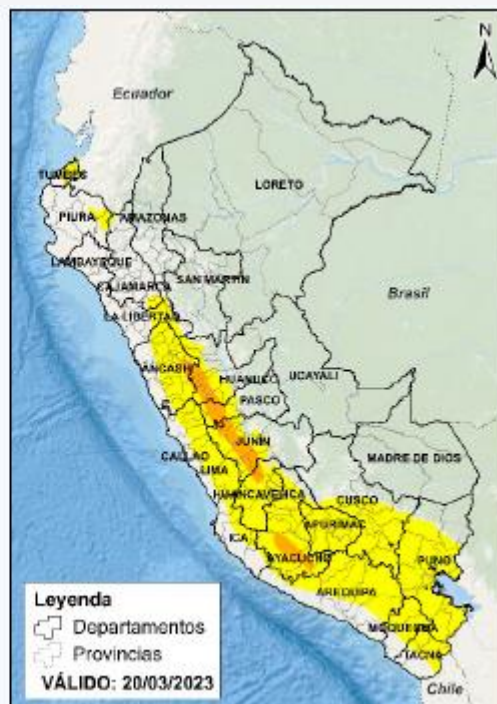 N
Ecuador
TUMBES
LORETO
PIURA
AMAZONAS
LAMBAYEQUE
SAN MARTIN
CAJAMARCA
Brasil
LA LIBERTAD
ANCASH
HUANUCO
UCAYALI
PASCO
JUNIN
MADRE DE DIOS
CALLAO
LIMA
HUANCAVELICA
CUSCO
APURIMAC
ICA
AYACUCHO
PUNO
AREQUIPA
MOQUEGUA
TACNA
Leyenda
Departamentos
Provincias
VÁLIDO: 20/03/2023
Chile